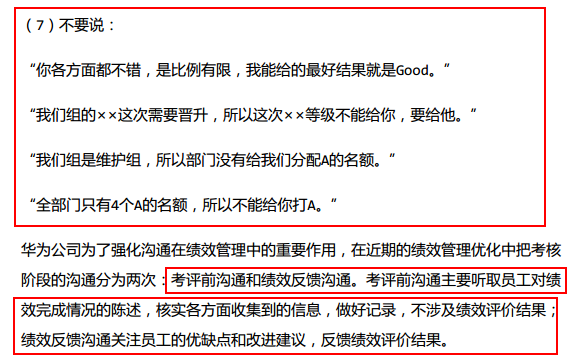 （7）不要说：
“你各方面都不错，是比例有限，我能给的最好结果就是Good。”
“我们组的××这次需要晋升，所以这次××等级不能给你，要给他。”
“我们组是维护组，所以部门没有给我们分配A的名额。”
“全部门只有4个A的名额，所以不能给你打A。”
华为公司为了强化沟通在绩效管理中的重要作用，在近期的绩效管理优化中把考核
阶段的沟通分为两次：考评前沟通和绩效反馈沟通。考评前沟通主要听取员工对绩
效完成情况的陈述，核实各方面收集到的信息，做好记录，不涉及绩效评价结果；
绩效反馈沟通关注员工的优缺点和改进建议，反馈绩效评价结果。